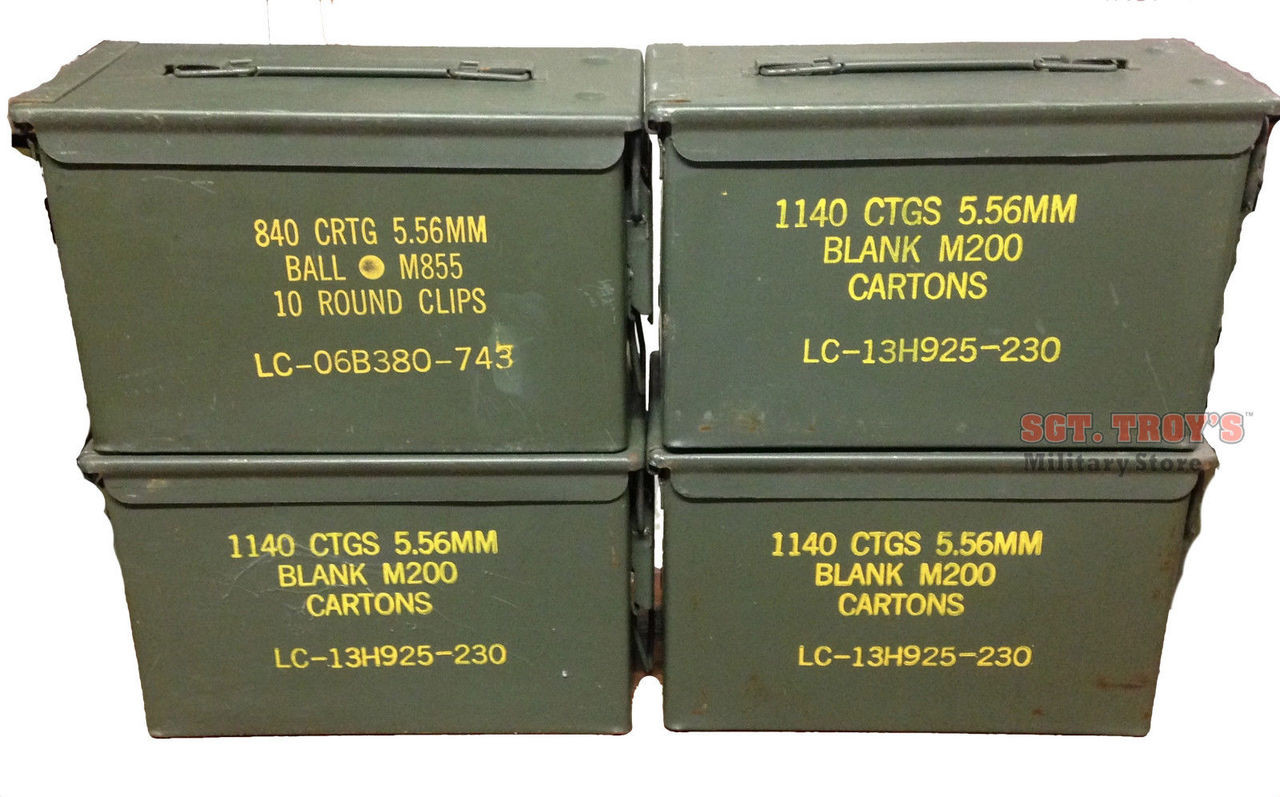 840 CRTG 5.56MM
BALL M855
10 ROUND CLIPS
LC-06B380-743
1140 CTGS 5.56MM
BLANK M200
CARTONS
LC-13H925-230
SGT. TROY'S™
Military Store
1140 CTGS 5.56MM
BLANK M200
CARTONS
LC-13H925-230
1140 CTGS 5.56MM
BLANK M200
CARTONS
LC-13H925-230